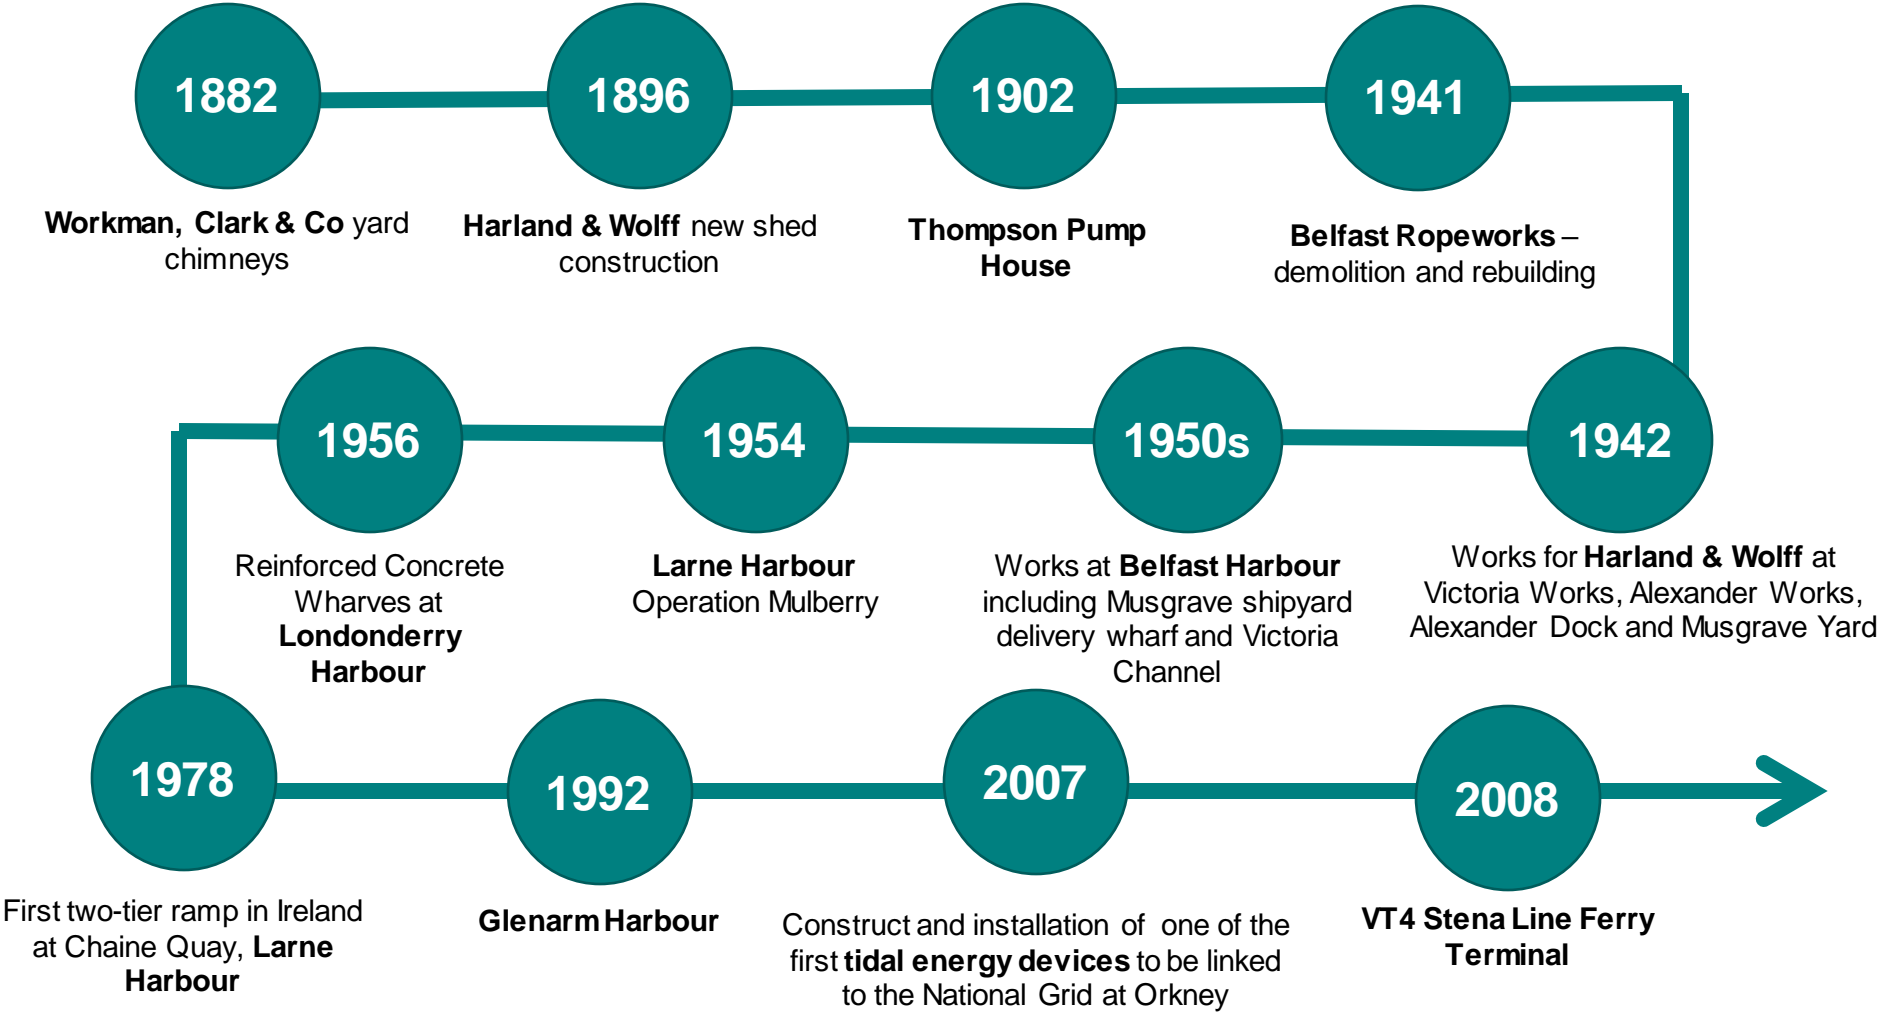 1882
1896
1902
1941
Workman, Clark & Co yard
chimneys
Harland & Wolff new shed
construction
Thompson Pump
House
Belfast Ropeworks –
demolition and rebuilding
1942
Works for Harland & Wolff at
Victoria Works, Alexander Works,
Alexander Dock and Musgrave Yard
1950s
Works at Belfast Harbour
including Musgrave shipyard
delivery wharf and Victoria
Channel
1954
Larne Harbour
Operation Mulberry
1956
Reinforced Concrete
Wharves at
Londonderry
Harbour
1978
First two-tier ramp in Ireland
at Chaine Quay, Larne
Harbour
1992
Glenarm Harbour
2007
Construct and installation of one of the
first tidal energy devices to be linked
to the National Grid at Orkney
2008
VT4 Stena Line Ferry
Terminal